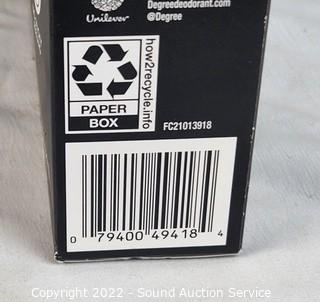 Unilever
Degreedeodorant.com
@Degree
how2recycle.info
PAPER
BOX
FC21013918
0 79400 49418 4
Copyright 2022 - Sound Auction Service